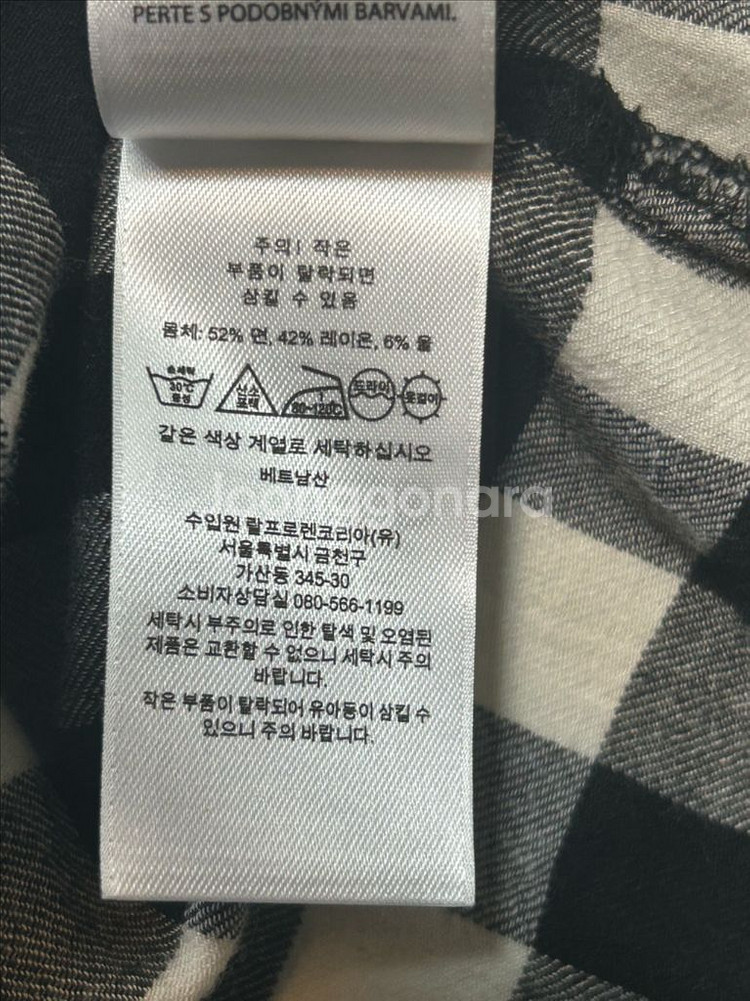 PERTE S PODOBNÝMI BARVAMI.
주의! 작은
부품이 탈락되면
삼킬 수 있음
몸체: 52% 면, 42% 레이온, 6% 울
손세탁 30℃ 중성 산소 표백 80-120℃ 드라이 옷걸이
같은 색상 계열로 세탁하십시오
베트남산
수입원 랄프로렌코리아(유)
서울특별시 금천구
가산동 345-30
소비자상담실 080-566-1199
세탁시 부주의로 인한 탈색 및 오염된
제품은 교환할 수 없으니 세탁시 주의
바랍니다.
작은 부품이 탈락되어 유아등이 삼킬 수
있으니 주의 바랍니다.